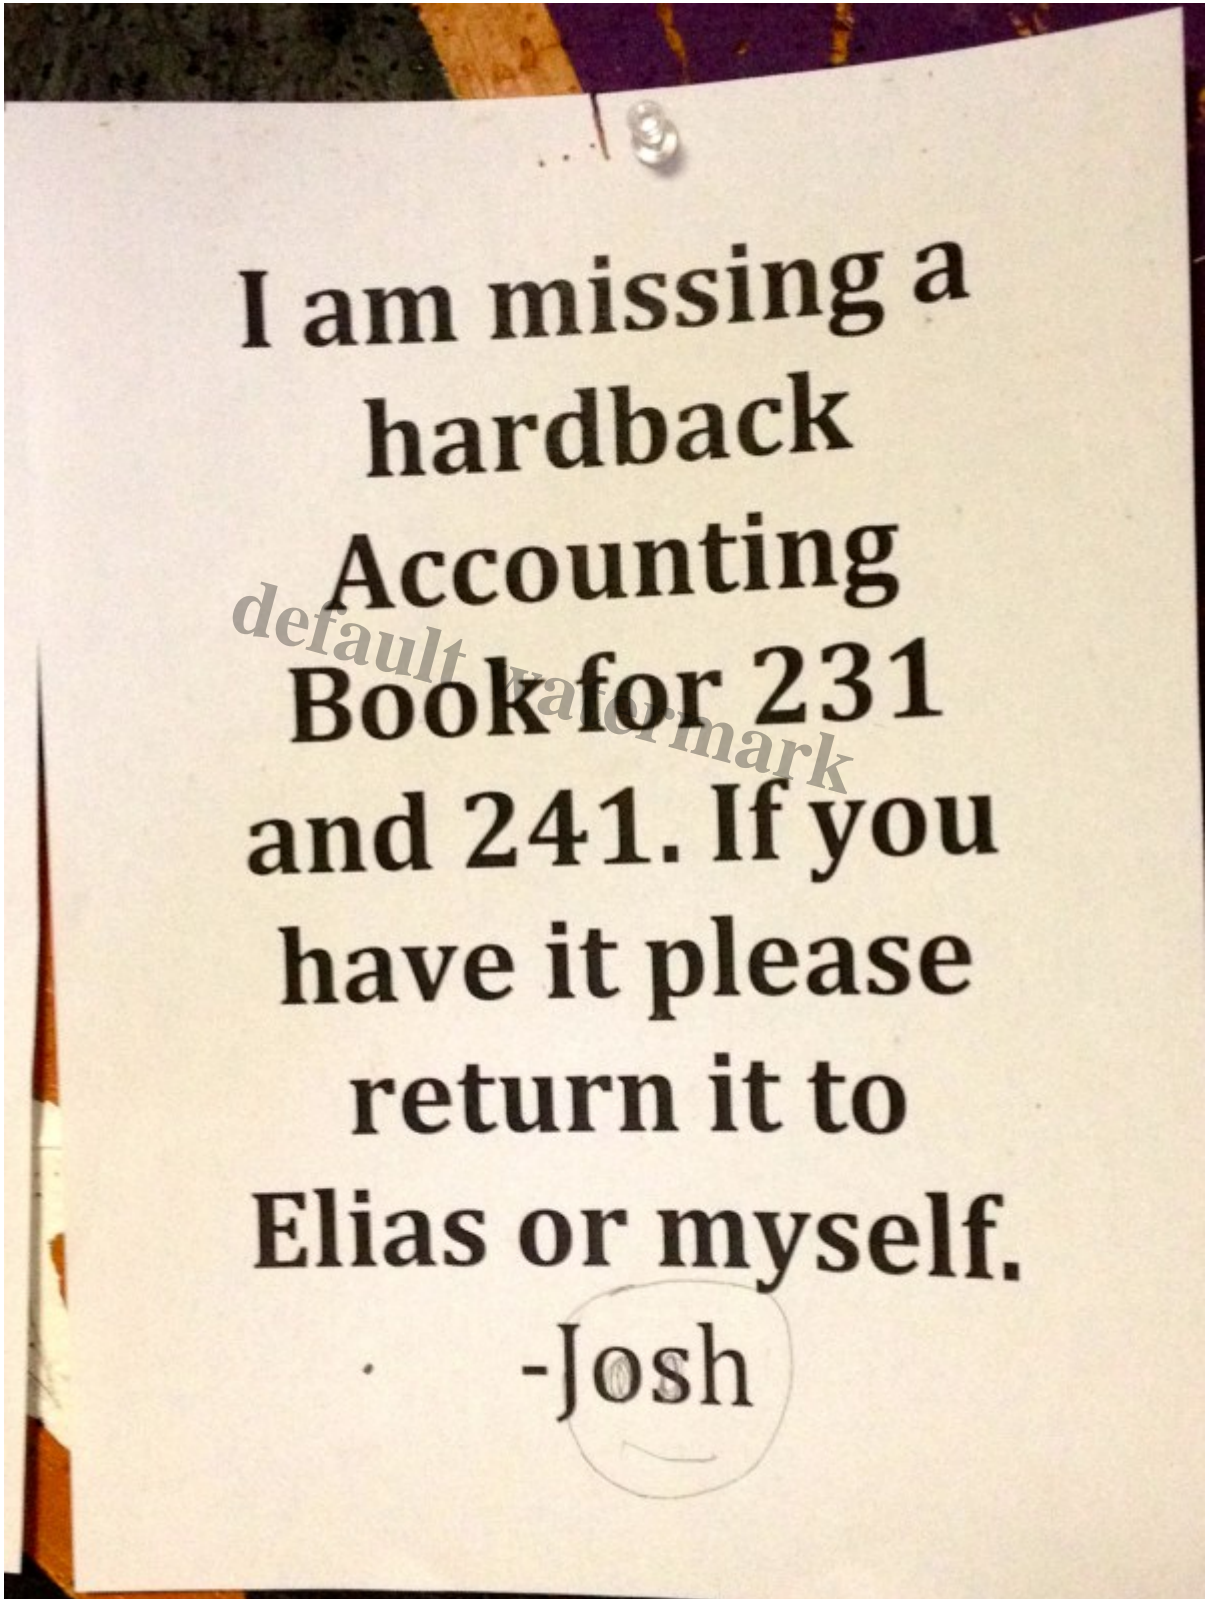 I am missing a
hardback
Accounting
Book for 231
and 241. If you
have it please
return it to
Elias or myself.
-Josh
default watermark